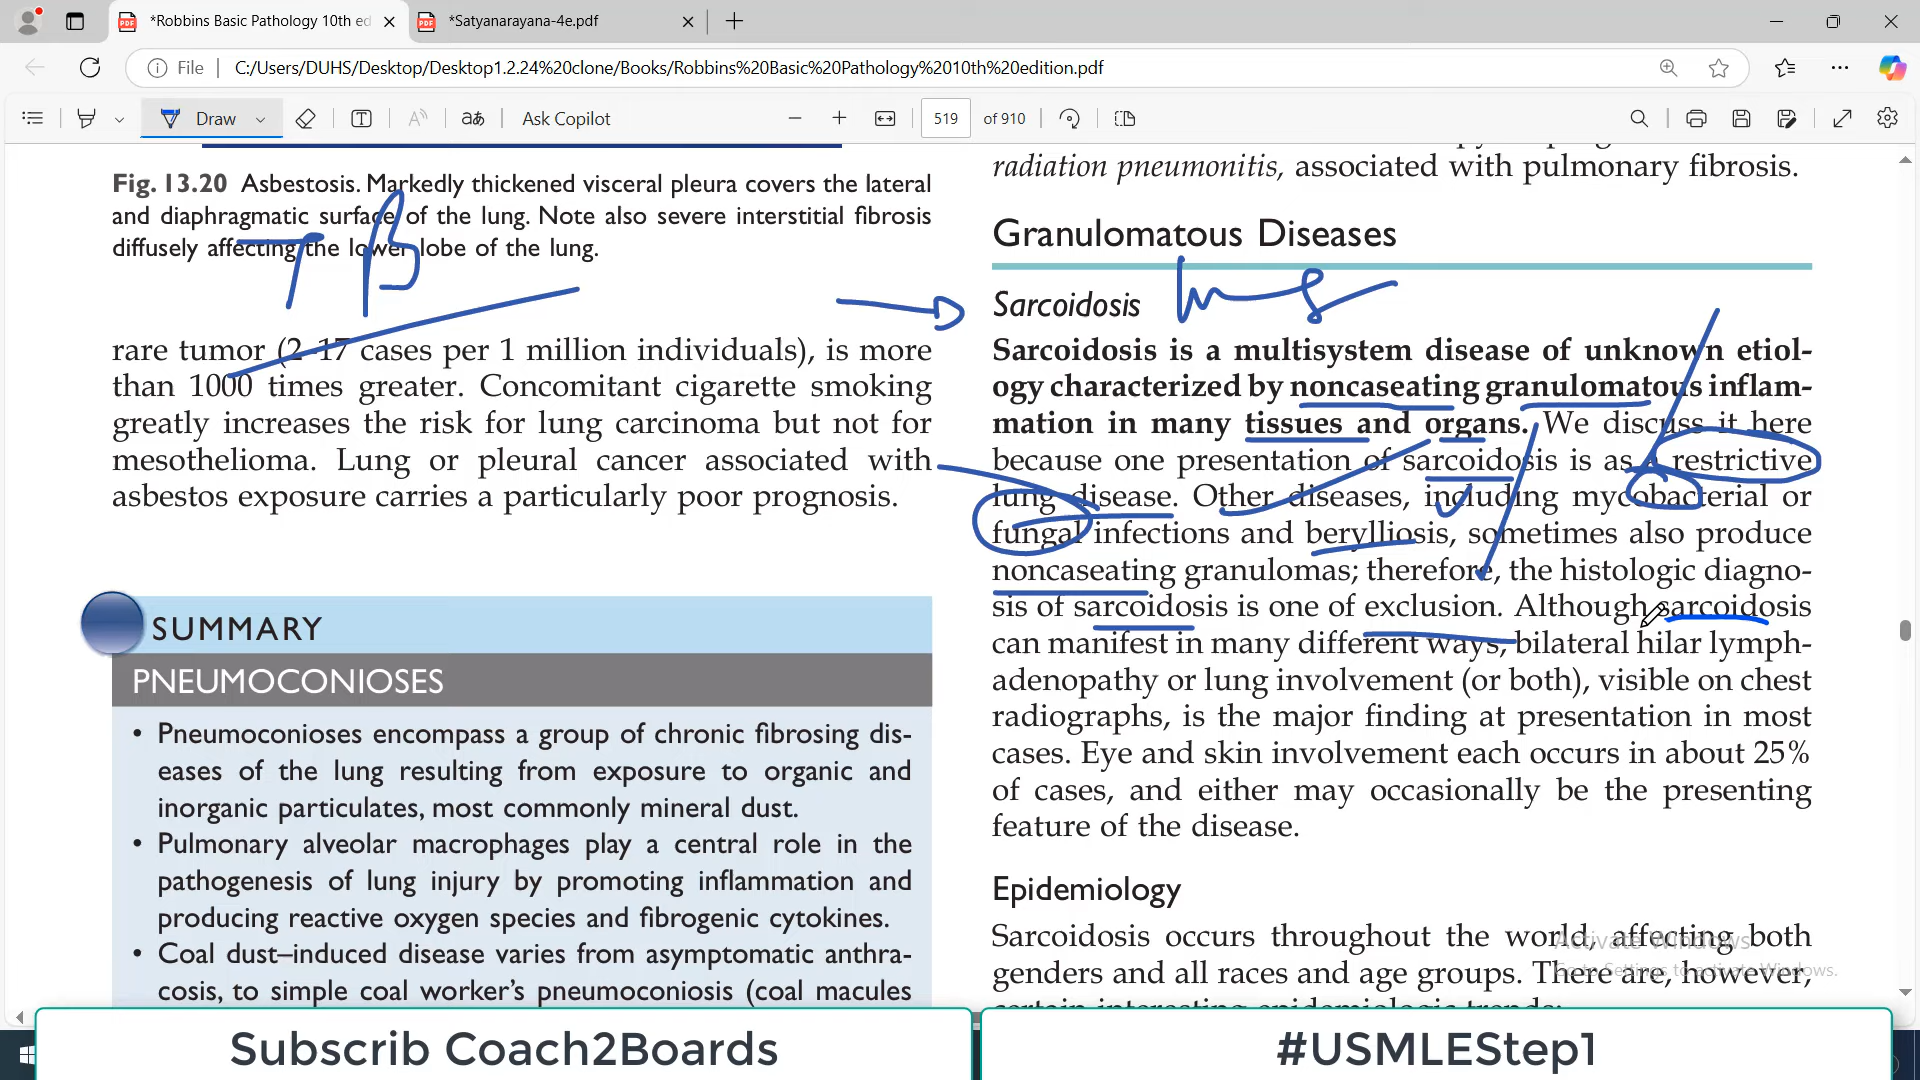 *Robbins Basic Pathology 10th ed
*Satyanarayana-4e.pdf
File
C:/Users/DUHS/Desktop/Desktop1.2.24%20clone/Books/Robbins%20Basic%20Pathology%2010th%20edition.pdf
Draw
Ask Copilot
519
of 910
Fig. 13.20 Asbestosis. Markedly thickened visceral pleura covers the lateral
and diaphragmatic surface of the lung. Note also severe interstitial fibrosis
diffusely affecting the lower lobe of the lung.
TB
rare tumor (2–17 cases per 1 million individuals), is more
than 1000 times greater. Concomitant cigarette smoking
greatly increases the risk for lung carcinoma but not for
mesothelioma. Lung or pleural cancer associated with
asbestos exposure carries a particularly poor prognosis.
SUMMARY
PNEUMOCONIOSES
• Pneumoconioses encompass a group of chronic fibrosing dis-
eases of the lung resulting from exposure to organic and
inorganic particulates, most commonly mineral dust.
• Pulmonary alveolar macrophages play a central role in the
pathogenesis of lung injury by promoting inflammation and
producing reactive oxygen species and fibrogenic cytokines.
• Coal dust–induced disease varies from asymptomatic anthra-
cosis, to simple coal worker's pneumoconiosis (coal macules
radiation pneumonitis, associated with pulmonary fibrosis.
Granulomatous Diseases
Sarcoidosis
Sarcoidosis is a multisystem disease of unknown etiol-
ogy characterized by noncaseating granulomatous inflam-
mation in many tissues and organs. We discuss it here
because one presentation of sarcoidosis is as a restrictive
lung disease. Other diseases, including mycobacterial or
fungal infections and berylliosis, sometimes also produce
noncaseating granulomas; therefore, the histologic diagno-
sis of sarcoidosis is one of exclusion. Although sarcoidosis
can manifest in many different ways, bilateral hilar lymph-
adenopathy or lung involvement (or both), visible on chest
radiographs, is the major finding at presentation in most
cases. Eye and skin involvement each occurs in about 25%
of cases, and either may occasionally be the presenting
feature of the disease.
Epidemiology
Sarcoidosis occurs throughout the world, affecting both
genders and all races and age groups. There are, however,
certain interesting epidemiologic trends:
Activate Windows
Go to Settings to activate Windows.
Subscrib Coach2Boards
#USMLEStep1